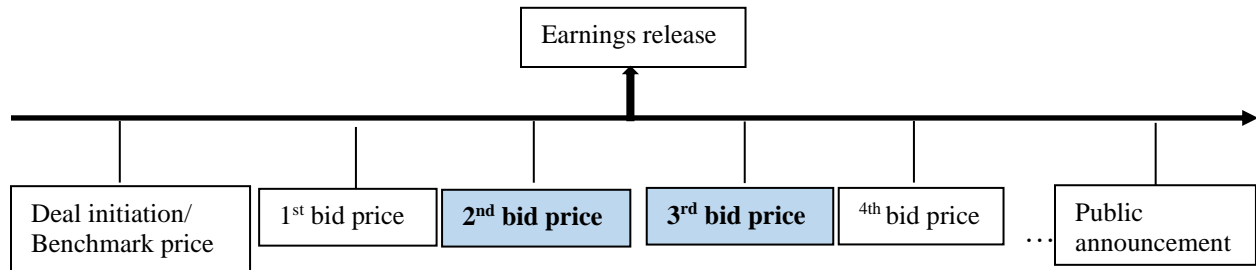 Earnings release
Deal initiation/
Benchmark price
1st bid price
2nd bid price
3rd bid price
4th bid price
...
Public
announcement